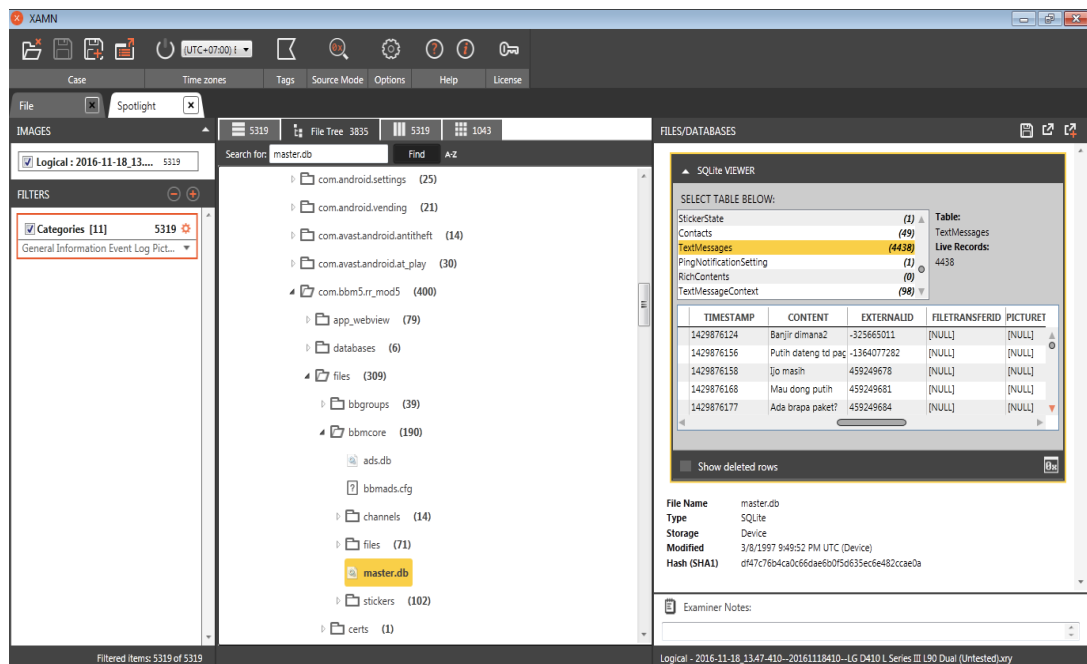 XAMN
(UTC+07:00) E
Case
Time zones
Tags
Source Mode
Options
Help
License
File
Spotlight
IMAGES
Logical : 2016-11-18_13.... 5319
FILTERS
Categories [11] 5319
General Information Event Log Pict...
Filtered items: 5319 of 5319
5319
File Tree 3835
5319
1043
Search for: master.db Find A-Z
com.android.settings (25)
com.android.vending (21)
com.avast.android.antitheft (14)
com.avast.android.at_play (30)
com.bbm5.rr_mod5 (400)
app_webview (79)
databases (6)
files (309)
bbgroups (39)
bbmcore (190)
ads.db
bbmads.cfg
channels (14)
files (71)
master.db
stickers (102)
certs (1)
FILES/DATABASES
SQLite VIEWER
SELECT TABLE BELOW:
StickerState (1)
Contacts (49)
TextMessages (4438)
PingNotificationSetting (1)
RichContents (0)
TextMessageContext (98)
Table:
TextMessages
Live Records:
4438
TIMESTAMP CONTENT EXTERNALID FILETRANSFERID PICTURET
1429876124 Banjir dimana2 -325665011 [NULL] [NULL]
1429876156 Putih dateng td pag -1364077282 [NULL] [NULL]
1429876158 Ijo masih 459249678 [NULL] [NULL]
1429876168 Mau dong putih 459249681 [NULL] [NULL]
1429876177 Ada brapa paket? 459249684 [NULL] [NULL]
Show deleted rows
File Name master.db
Type SQLite
Storage Device
Modified 3/8/1997 9:49:52 PM UTC (Device)
Hash (SHA1) df47c76b4ca0c66dae6b0f5d635ec6e482ccae0a
Examiner Notes:
Logical - 2016-11-18_13.47-410--20161118410--LG D410 L Series III L90 Dual (Untested).xry